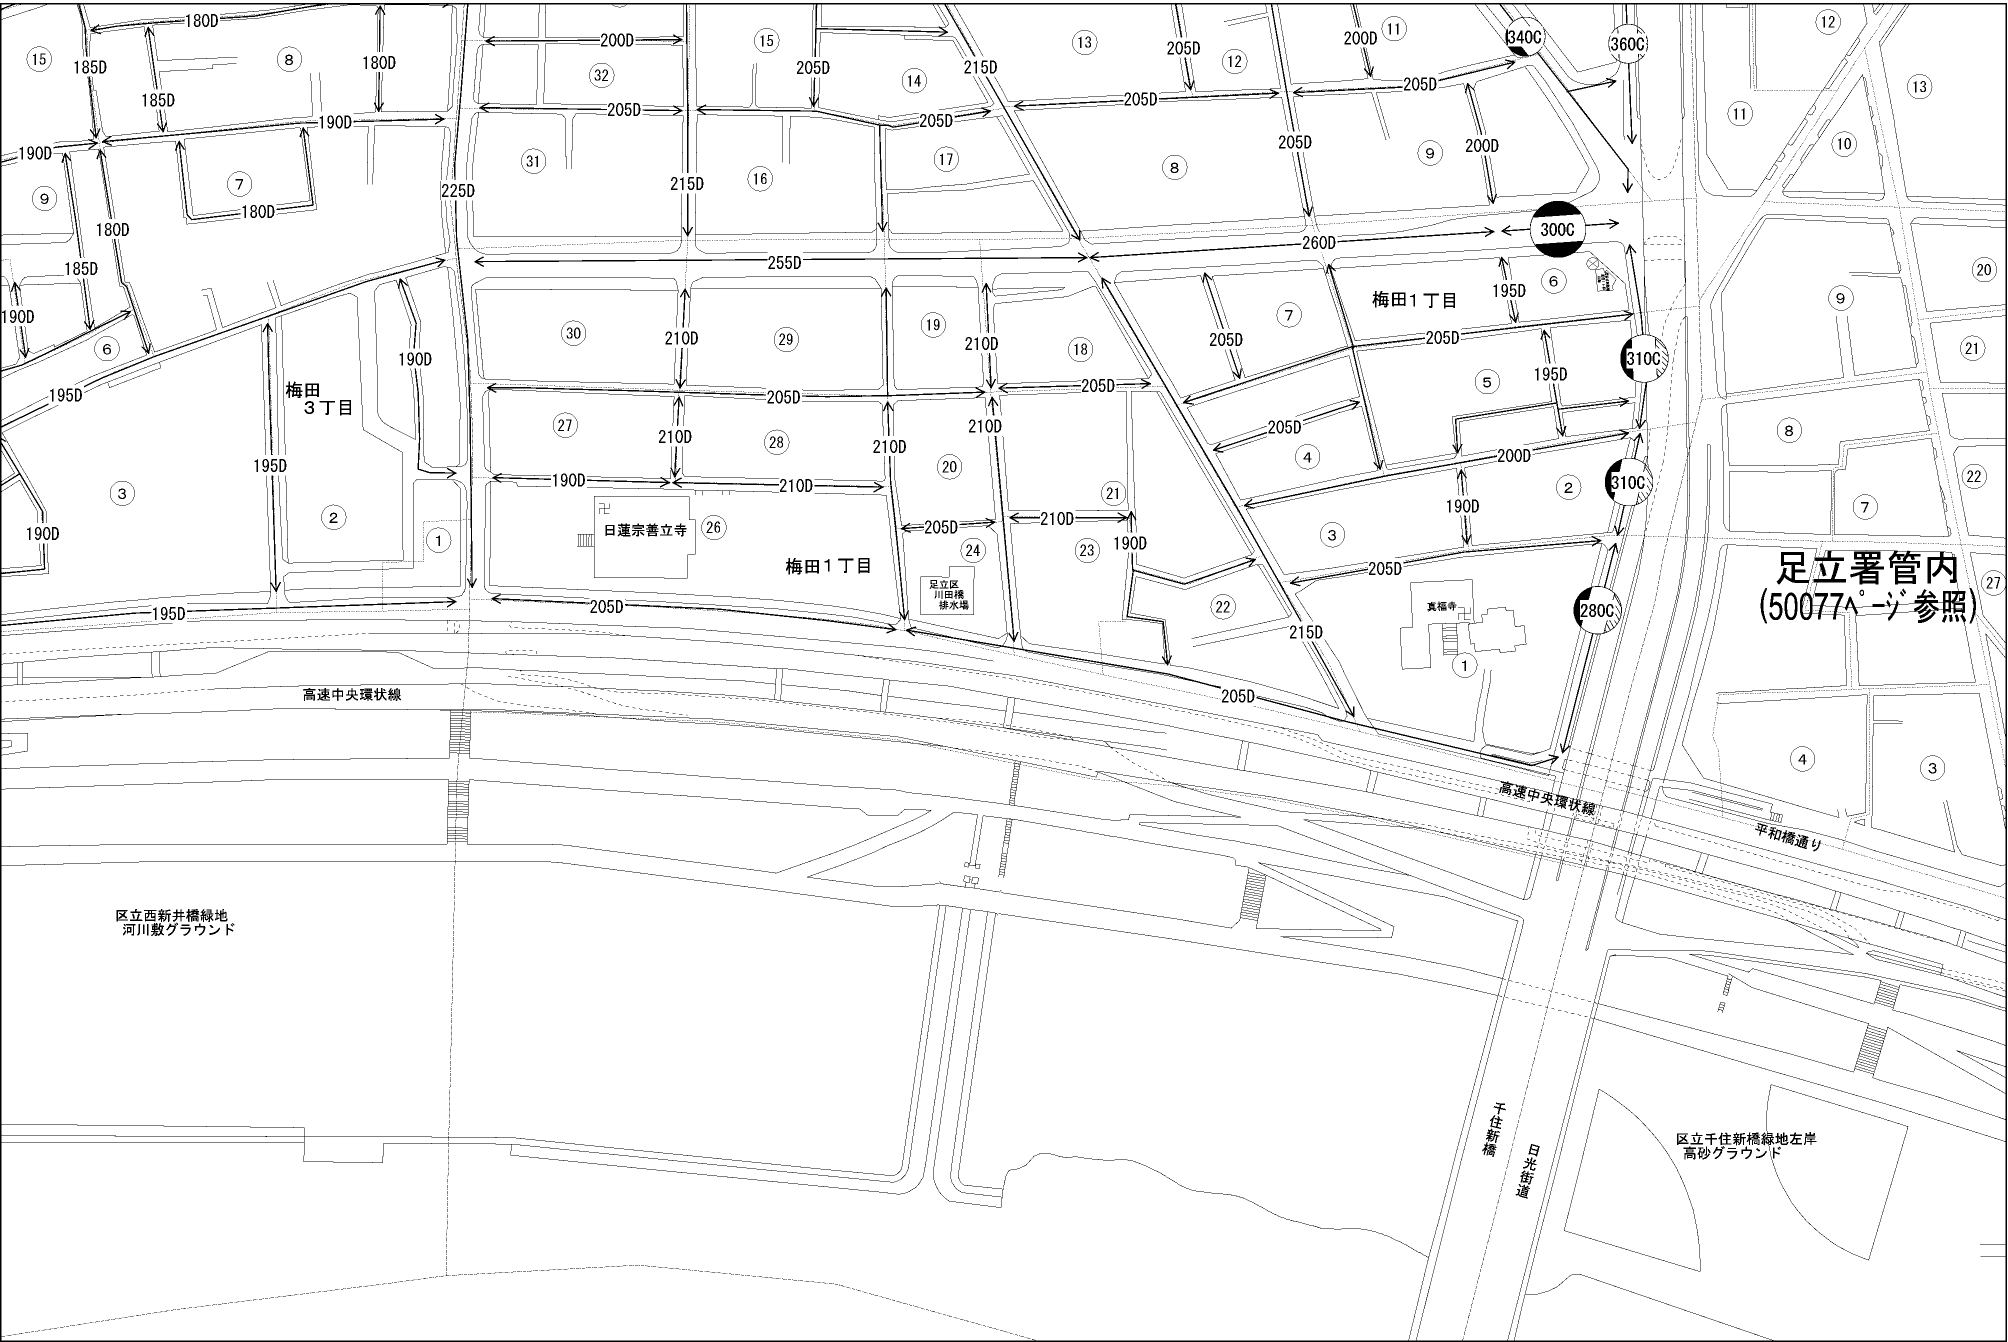 180D
200D
340C
360C
12
11
15
13
205D
200D
12
15
185D
8
180D
215D
205D
32
14
13
185D
205D
205D
205D
205D
11
190D
205D
31
17
9
200D
10
190D
16
8
205D
7
225D
215D
9
180D
180D
300C
260D
255D
185D
20
6
195D
梅田1丁目
9
190D
7
19
30
210D
29
210D
205D
205D
6
190D
18
21
310C
195D
5
195D
梅田
3丁目
205D
205D
27
205D
210D
28
210D
8
4
200D
195D
20
22
190D
210D
310C
3
2
21
2
7
190D
26
日蓮宗善立寺
205D
210D
190D
3
190D
1
24
23
梅田1丁目
205D
足立署管内
(50077ページ参照)
27
足立区
川田橋
排水場
195D
205D
22
真福寺
280C
215D
1
高速中央環状線
205D
4
3
高速中央環状線
平和橋通り
区立西新井橋緑地
河川敷グラウンド
千住新橋
日光街道
区立千住新橋緑地左岸
高砂グラウンド